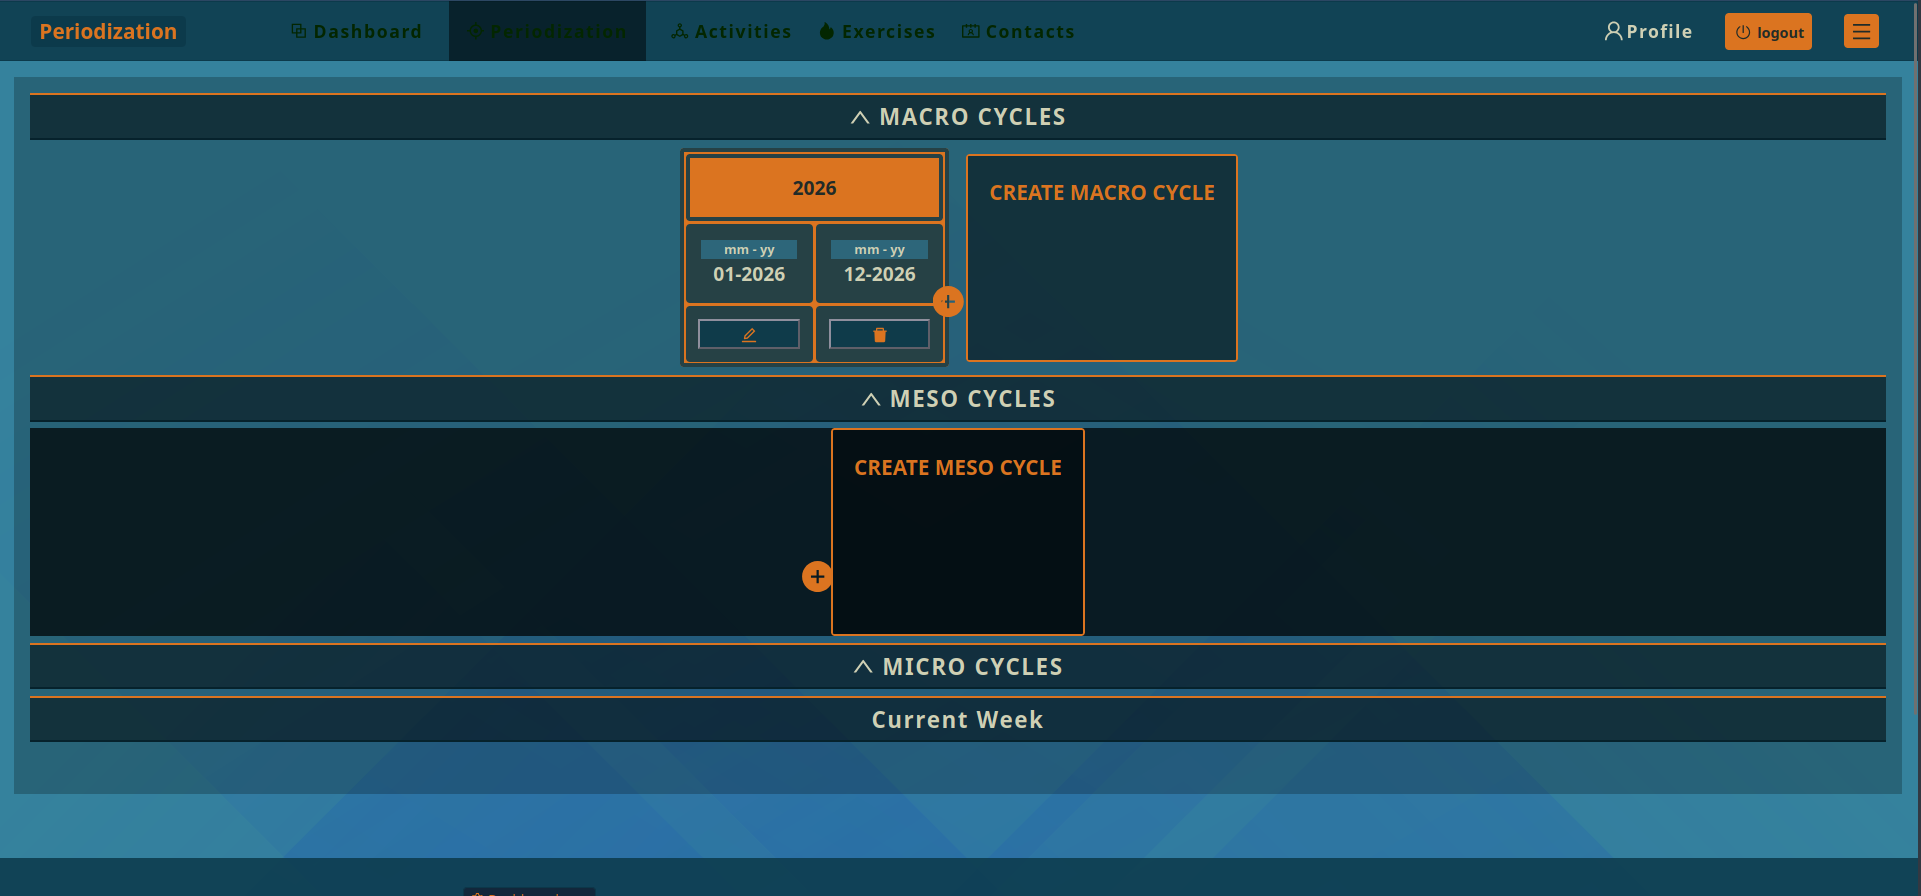 Periodization
Dashboard
Periodization
Activities
Exercises
Contacts
Profile
logout
MACRO CYCLES
2026
CREATE MACRO CYCLE
mm - yy
mm - yy
01-2026
12-2026
MESO CYCLES
CREATE MESO CYCLE
MICRO CYCLES
Current Week